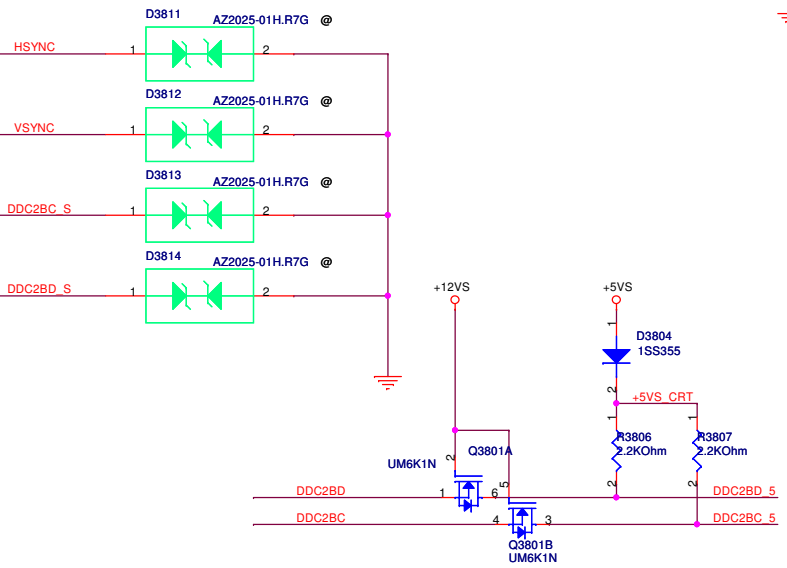 D3811 AZ2025-01H.R7G @
HSYNC 1 2
D3812 AZ2025-01H.R7G @
VSYNC 1 2
D3813 AZ2025-01H.R7G @
DDC2BC_S 1 2
D3814 AZ2025-01H.R7G @
DDC2BD_S 1 2
+12VS
+5VS
1
D3804
1SS355
2
+5VS_CRT
1 1
R3806 R3807
2.2KOhm 2.2KOhm
2 2
Q3801A
UM6K1N
2
5
DDC2BD 1 6 DDC2BD_5
DDC2BC 4 3 DDC2BC_5
Q3801B
UM6K1N